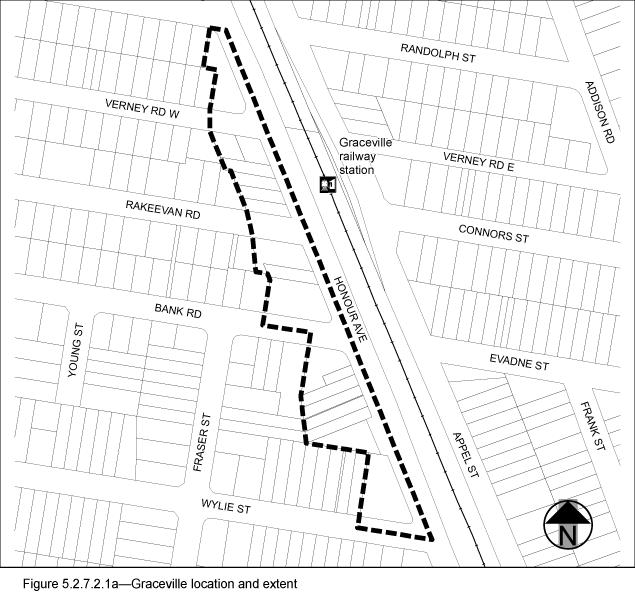 RANDOLPH ST
ADDISON RD
VERNEY RD W
Graceville
railway
station
VERNEY RD E
RAKEEVAN RD
CONNORS ST
HONOUR AVE
BANK RD
YOUNG ST
EVADNE ST
FRASER ST
APPEL ST
FRANK ST
WYLIE ST
N
Figure 5.2.7.2.1a—Graceville location and extent